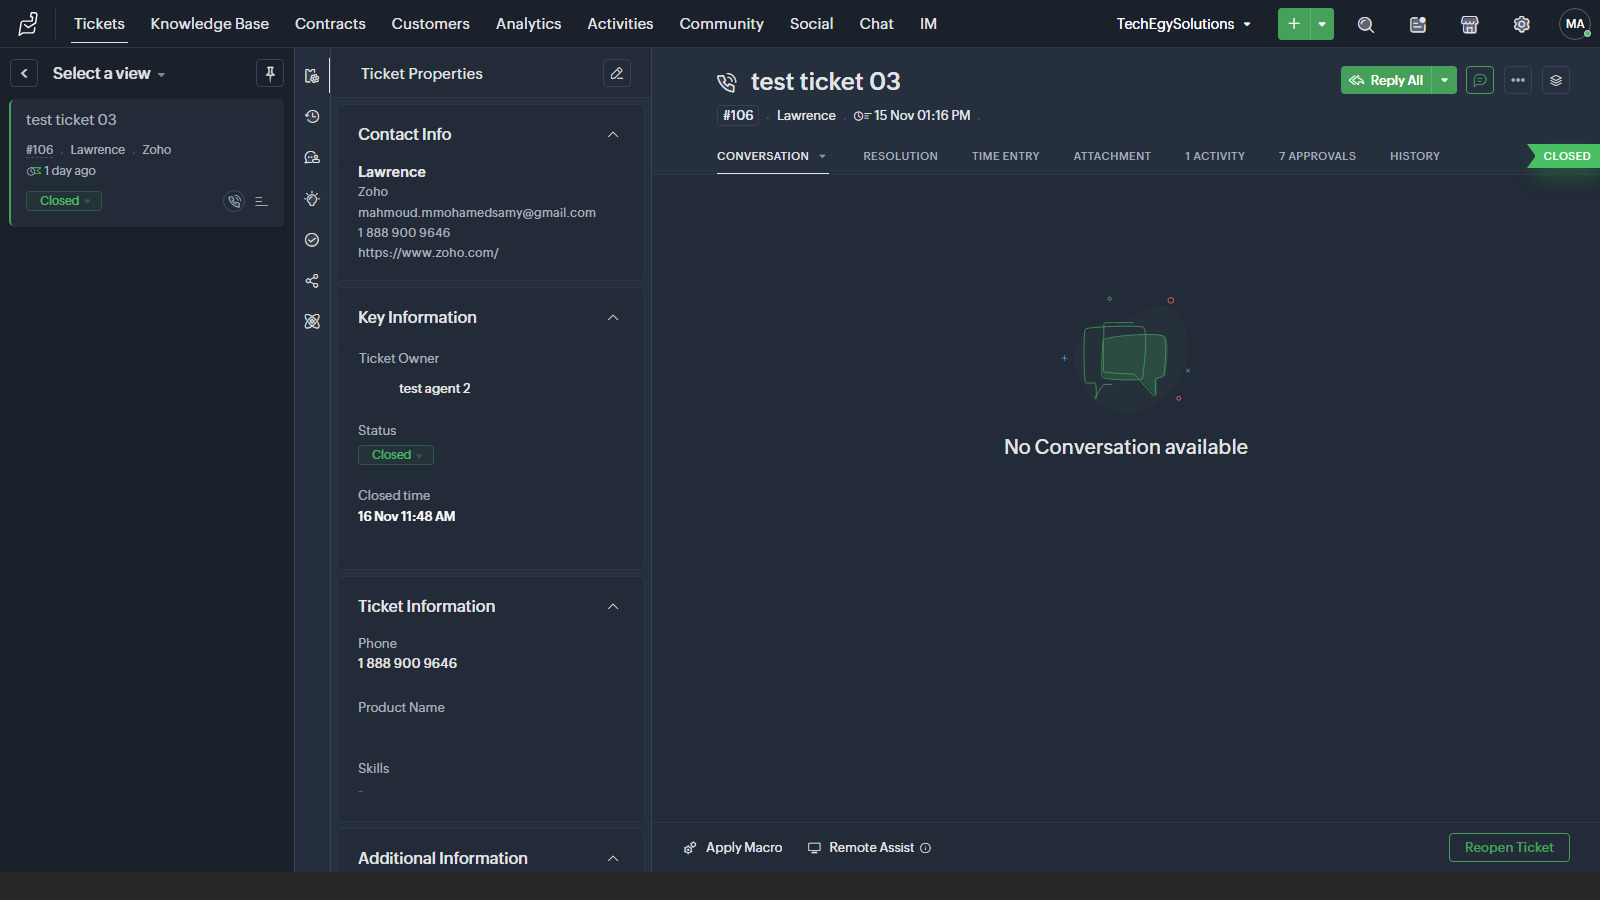 Tickets Knowledge Base Contracts Customers Analytics Activities Community Social Chat IM TechEgySolutions MA
Select a view
test ticket 03
#106 . Lawrence . Zoho
1 day ago
Closed
Ticket Properties
Contact Info
Lawrence
Zoho
mahmoud.mmohamedsamy@gmail.com
1 888 900 9646
https://www.zoho.com/
Key Information
Ticket Owner
test agent 2
Status
Closed
Closed time
16 Nov 11:48 AM
Ticket Information
Phone
1 888 900 9646
Product Name
Skills
-
Additional Information
test ticket 03
Reply All
#106 . Lawrence . 15 Nov 01:16 PM .
CONVERSATION RESOLUTION TIME ENTRY ATTACHMENT 1 ACTIVITY 7 APPROVALS HISTORY CLOSED
No Conversation available
Apply Macro Remote Assist Reopen Ticket